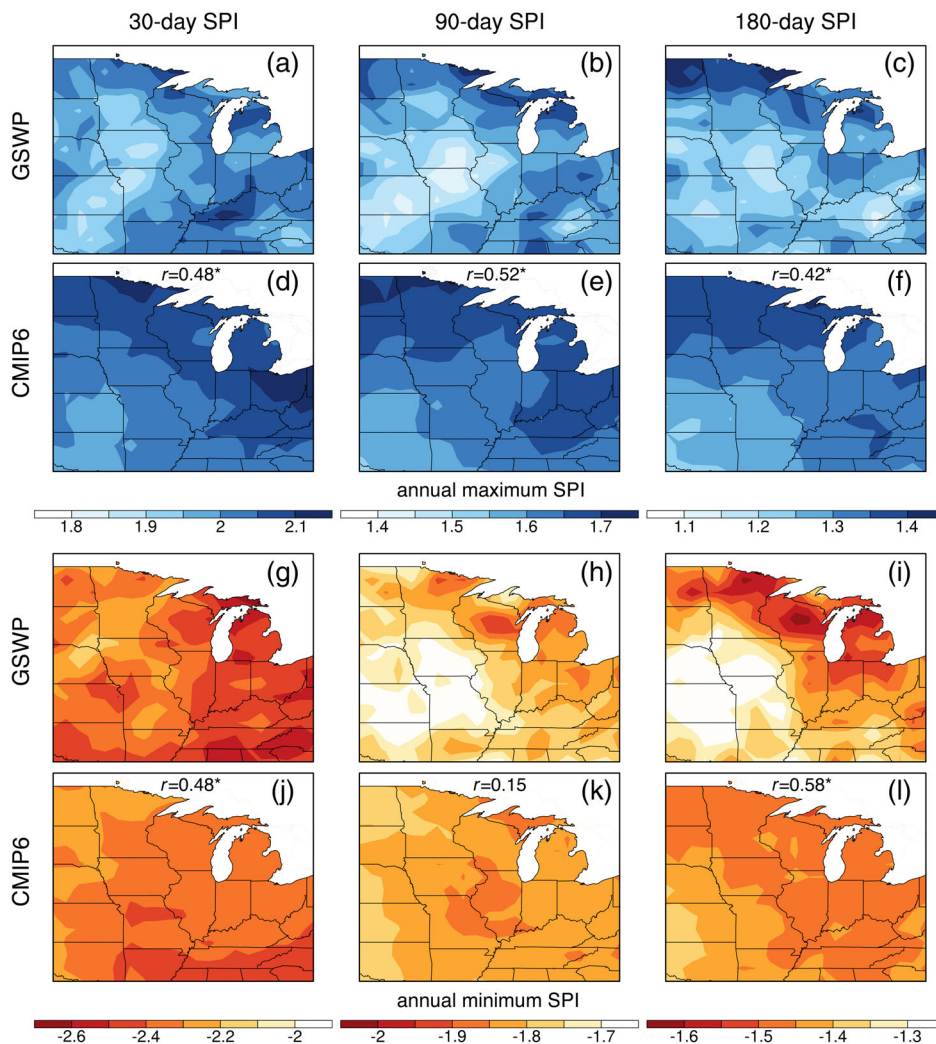 30-day SPI 90-day SPI 180-day SPI
GSWP (a) (b) (c)
r=0.48* r=0.52* r=0.42*
CMIP6 (d) (e) (f)
annual maximum SPI
1.8 1.9 2 2.1 1.4 1.5 1.6 1.7 1.1 1.2 1.3 1.4
GSWP (g) (h) (i)
r=0.48* r=0.15 r=0.58*
CMIP6 (j) (k) (l)
annual minimum SPI
-2.6 -2.4 -2.2 -2 -2 -1.9 -1.8 -1.7 -1.6 -1.5 -1.4 -1.3